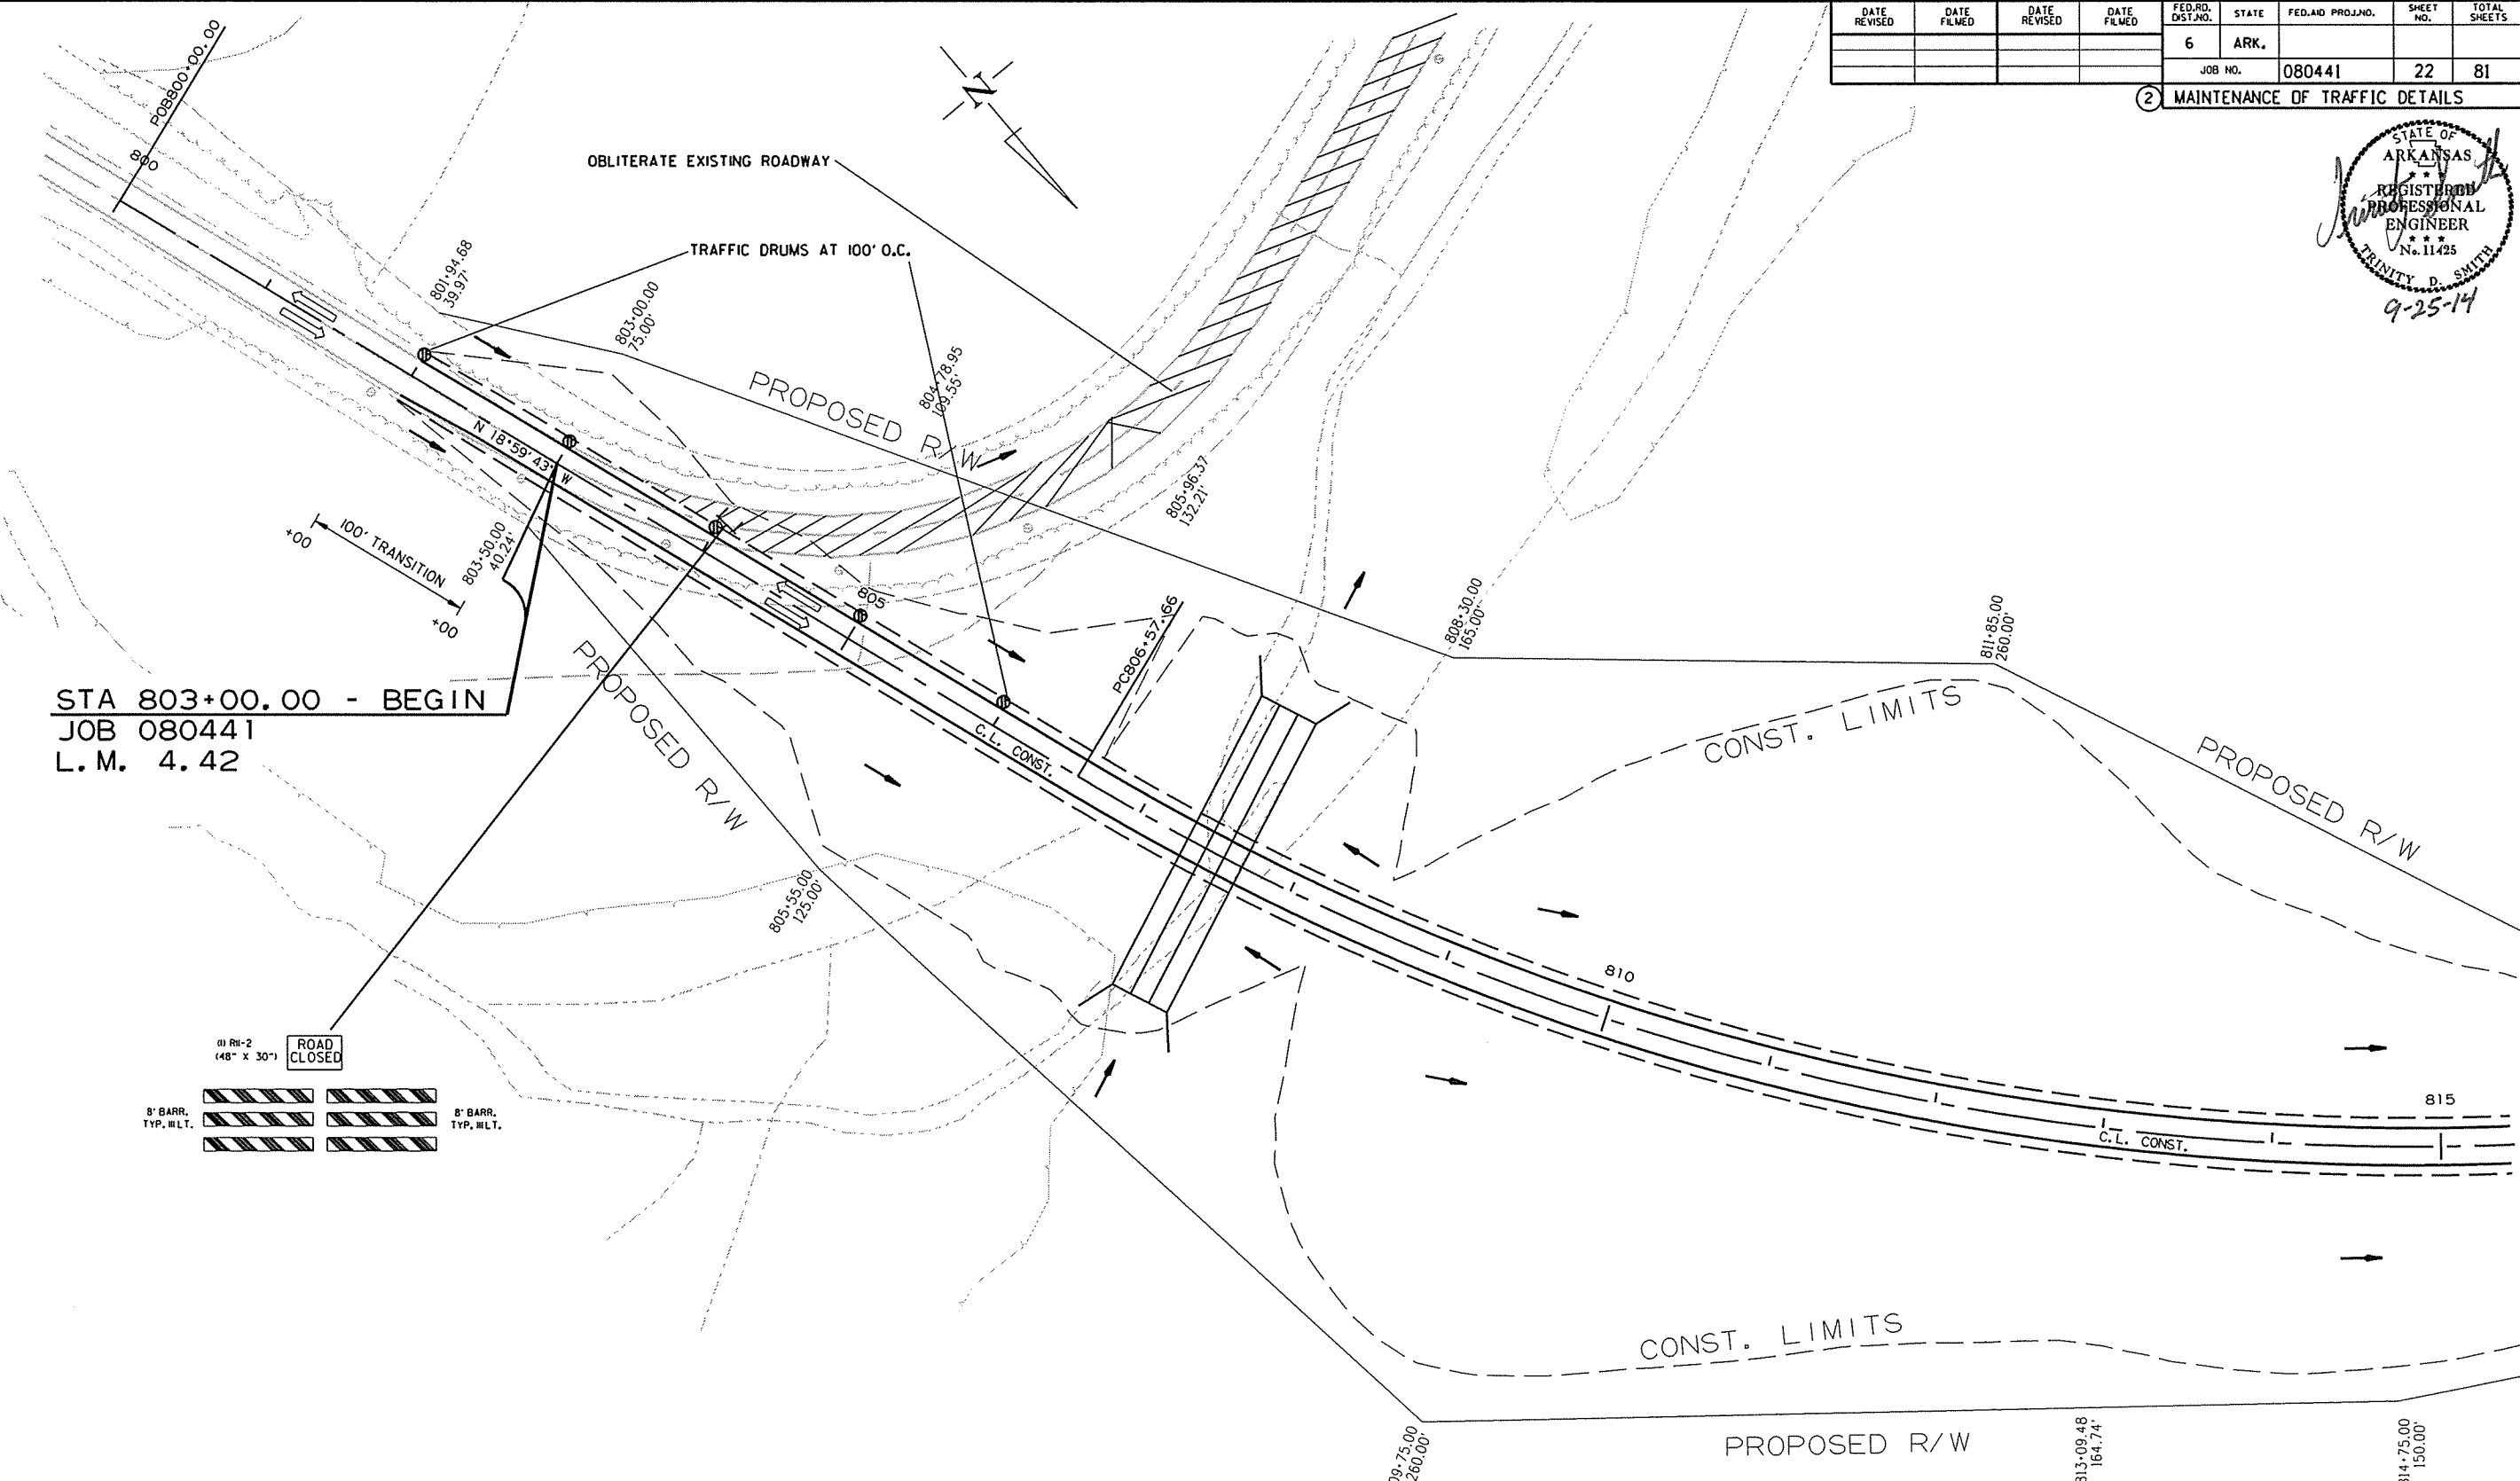 DATE REVISED
DATE FILMED
DATE REVISED
DATE FILMED
FED.RD. DIST.NO.
STATE
FED.AID PROJ.NO.
SHEET NO.
TOTAL SHEETS
6
ARK.
JOB NO.
080441
22
81
2
MAINTENANCE OF TRAFFIC DETAILS
STATE OF
ARKANSAS
REGISTERED
PROFESSIONAL
ENGINEER
No. 11425
TRINITY D. SMITH
9-25-14
POB800+00.00
800
N
OBLITERATE EXISTING ROADWAY
TRAFFIC DRUMS AT 100' O.C.
801+94.68
39.97'
803+00.00
75.00'
PROPOSED R/W
804+78.95
109.55'
805+96.37
132.21'
N 18°59'43" W
+00
100' TRANSITION
+00
803+50.00
40.24'
805
PC806+57.66
808+30.00
165.00'
811+85.00
260.00'
STA 803+00.00 - BEGIN
JOB 080441
L.M. 4.42
PROPOSED R/W
C.L. CONST.
CONST. LIMITS
PROPOSED R/W
805+55.00
125.00'
810
(1) R11-2
(48" X 30")
ROAD
CLOSED
8' BARR.
TYP. III LT.
8' BARR.
TYP. III LT.
815
C.L. CONST.
CONST. LIMITS
PROPOSED R/W
09+75.00
260.00'
813+09.48
164.74'
814+75.00
150.00'